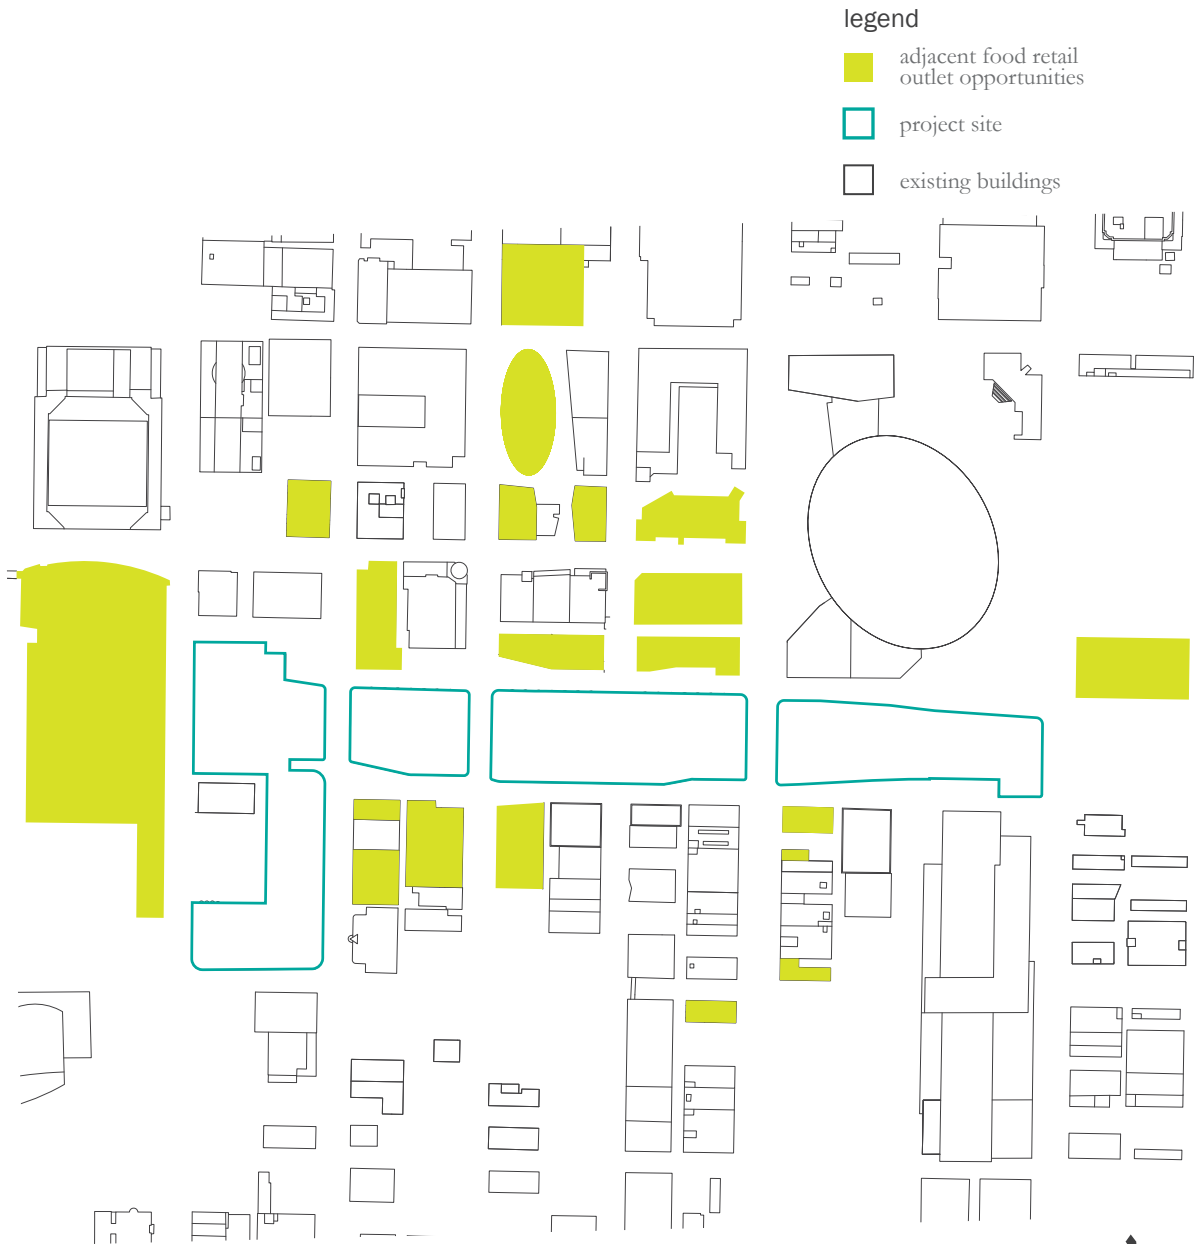 legend
adjacent food retail
outlet opportunities
project site
existing buildings